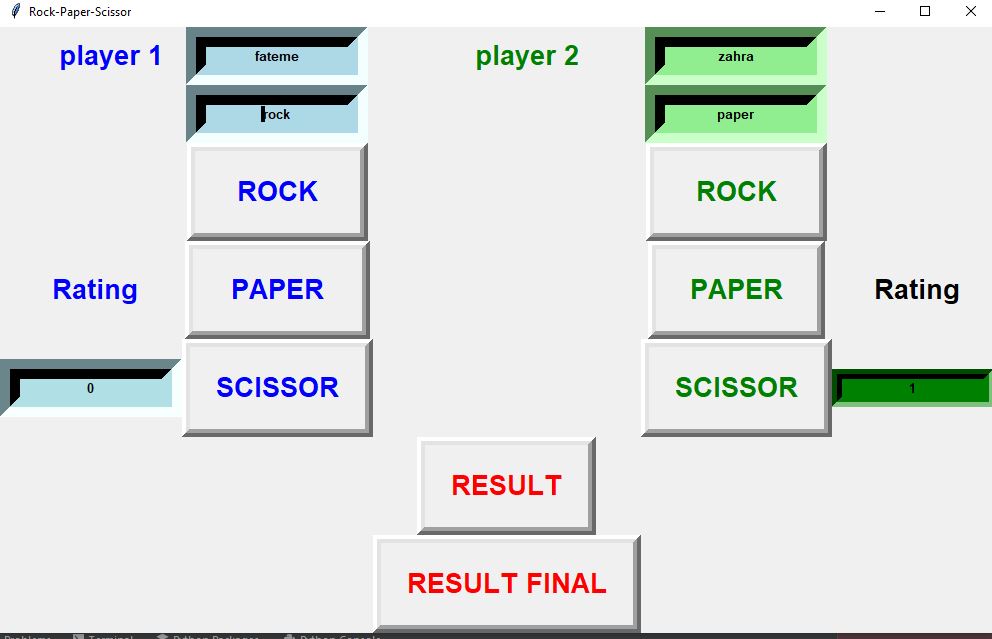 Rock-Paper-Scissor
player 1 fateme player 2 zahra
rock paper
ROCK ROCK
Rating PAPER PAPER Rating
0 SCISSOR SCISSOR 1
RESULT
RESULT FINAL
Problems Terminal Python Packages Python Console